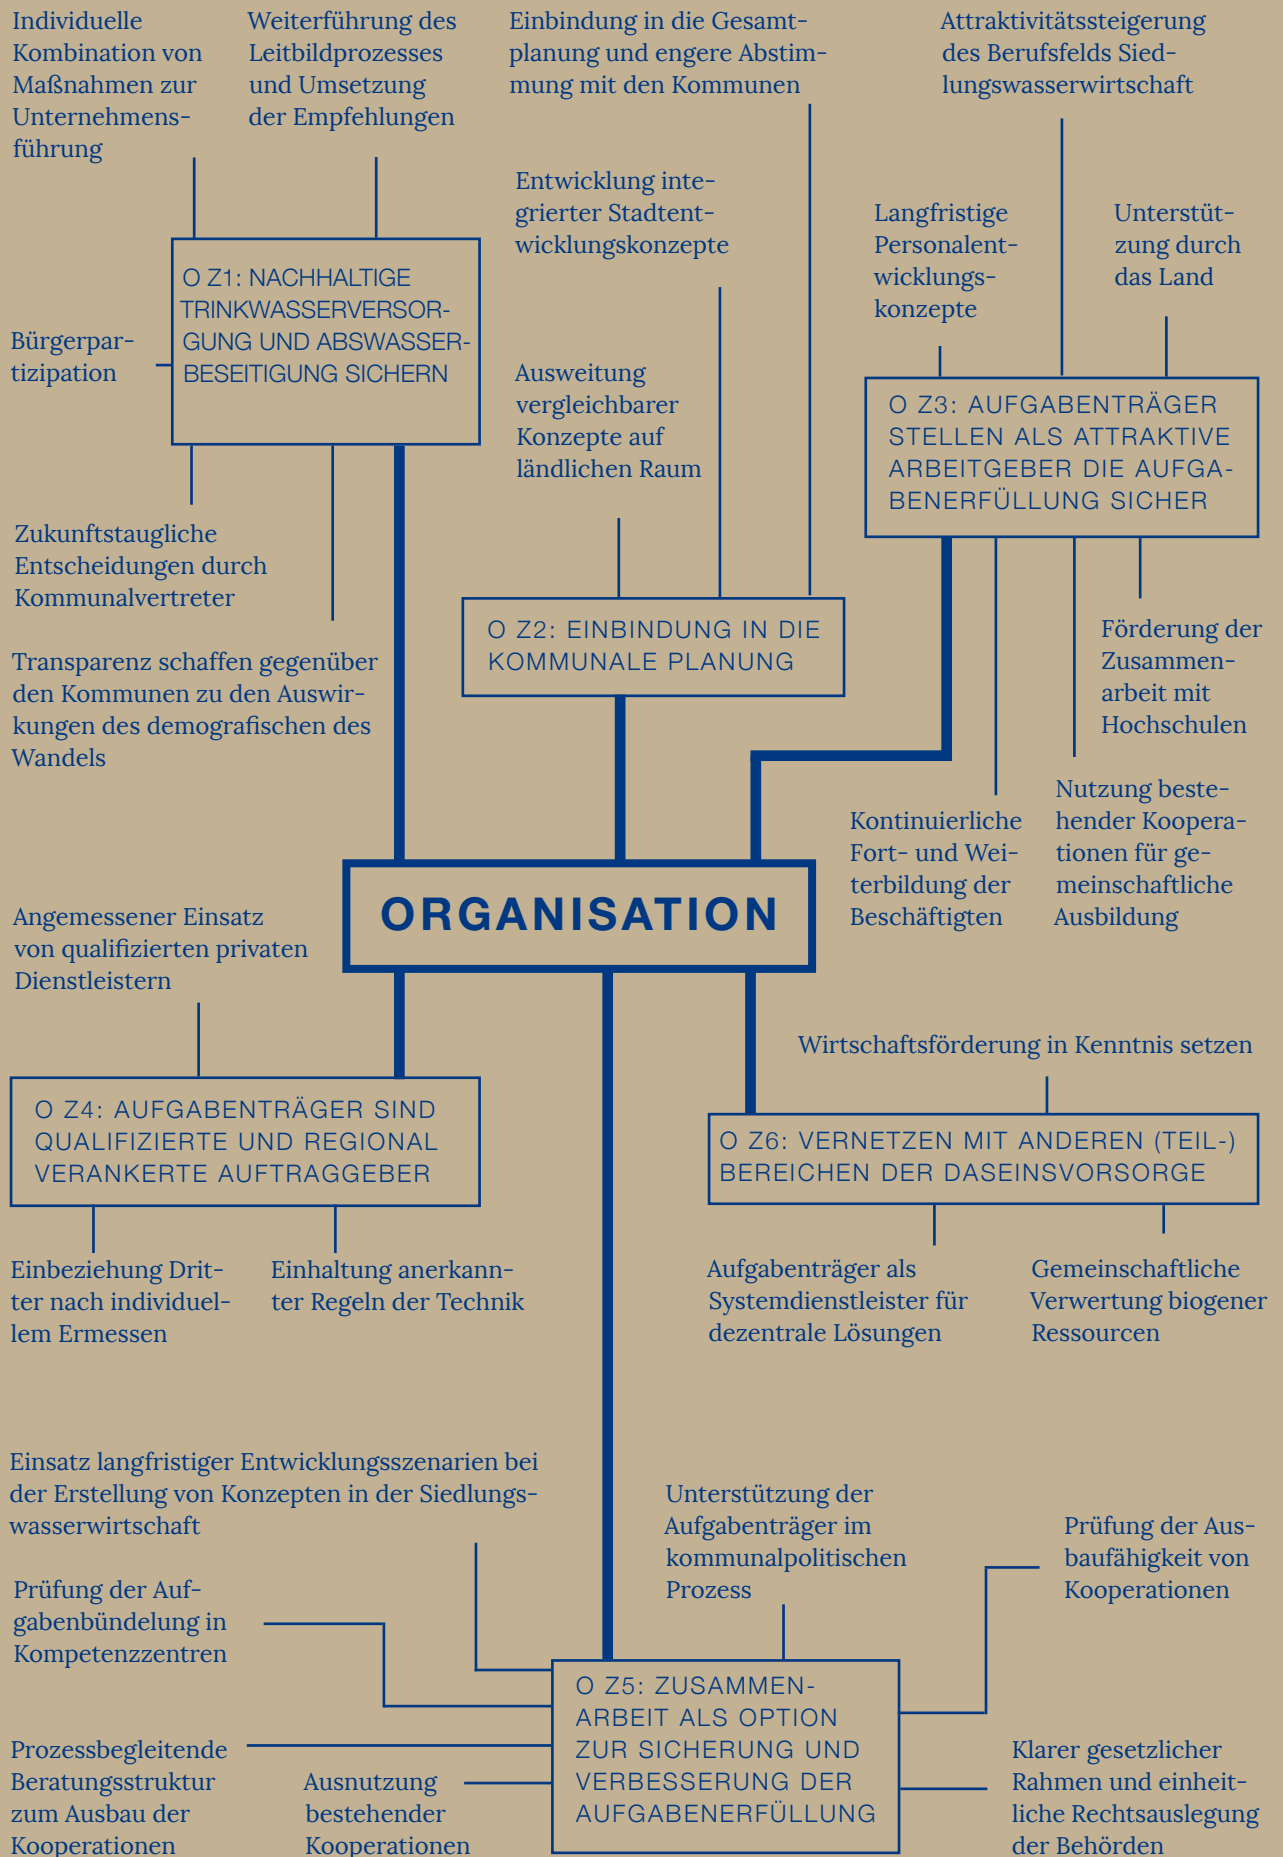 Individuelle
Kombination von
Maßnahmen zur
Unternehmens-
führung
Weiterführung des
Leitbildprozesses
und Umsetzung
der Empfehlungen
Einbindung in die Gesamt-
planung und engere Abstim-
mung mit den Kommunen
Attraktivitätssteigerung
des Berufsfelds Sied-
lungswasserwirtschaft
Entwicklung inte-
grierter Stadtent-
wicklungskonzepte
Langfristige
Personalent-
wicklungs-
konzepte
Unterstüt-
zung durch
das Land
O Z1: NACHHALTIGE
TRINKWASSERVERSOR-
GUNG UND ABSWASSER-
BESEITIGUNG SICHERN
Bürgerpar-
tizipation
Ausweitung
vergleichbarer
Konzepte auf
ländlichen Raum
O Z3: AUFGABENTRÄGER
STELLEN ALS ATTRAKTIVE
ARBEITGEBER DIE AUFGA-
BENERFÜLLUNG SICHER
Zukunftstaugliche
Entscheidungen durch
Kommunalvertreter
O Z2: EINBINDUNG IN DIE
KOMMUNALE PLANUNG
Förderung der
Zusammen-
arbeit mit
Hochschulen
Transparenz schaffen gegenüber
den Kommunen zu den Auswir-
kungen des demografischen des
Wandels
Kontinuierliche
Fort- und Wei-
terbildung der
Beschäftigten
Nutzung beste-
hender Koopera-
tionen für ge-
meinschaftliche
Ausbildung
ORGANISATION
Angemessener Einsatz
von qualifizierten privaten
Dienstleistern
Wirtschaftsförderung in Kenntnis setzen
O Z4: AUFGABENTRÄGER SIND
QUALIFIZIERTE UND REGIONAL
VERANKERTE AUFTRAGGEBER
O Z6: VERNETZEN MIT ANDEREN (TEIL-)
BEREICHEN DER DASEINSVORSORGE
Einbeziehung Drit-
ter nach individuel-
lem Ermessen
Einhaltung anerkann-
ter Regeln der Technik
Aufgabenträger als
Systemdienstleister für
dezentrale Lösungen
Gemeinschaftliche
Verwertung biogener
Ressourcen
Einsatz langfristiger Entwicklungsszenarien bei
der Erstellung von Konzepten in der Siedlungs-
wasserwirtschaft
Unterstützung der
Aufgabenträger im
kommunalpolitischen
Prozess
Prüfung der Aus-
baufähigkeit von
Kooperationen
Prüfung der Auf-
gabenbündelung in
Kompetenzzentren
O Z5: ZUSAMMEN-
ARBEIT ALS OPTION
ZUR SICHERUNG UND
VERBESSERUNG DER
AUFGABENERFÜLLUNG
Prozessbegleitende
Beratungsstruktur
zum Ausbau der
Kooperationen
Ausnutzung
bestehender
Kooperationen
Klarer gesetzlicher
Rahmen und einheit-
liche Rechtsauslegung
der Behörden